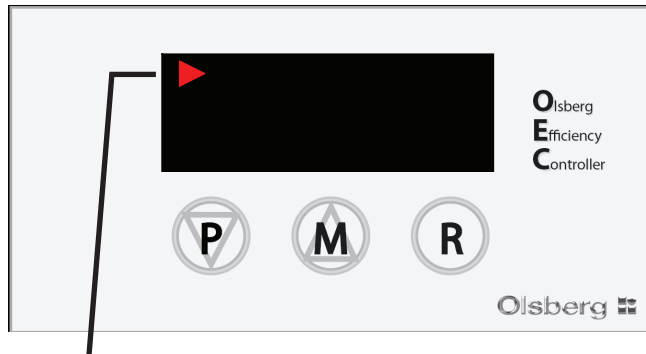 Olsberg
Efficiency
Controller
P M R
Olsberg